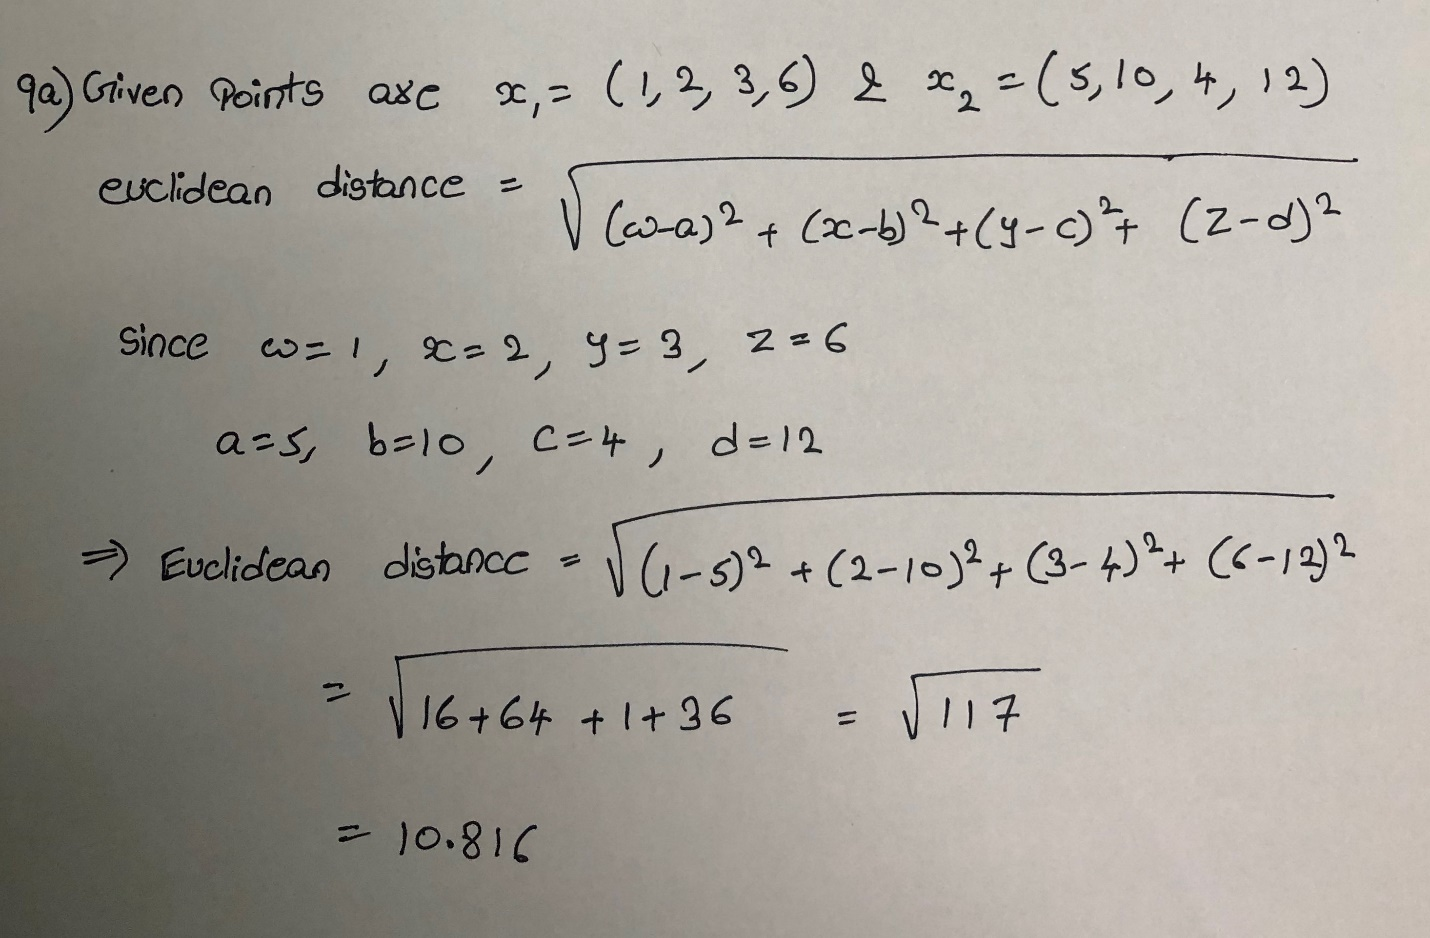 9a) Given Points are x₁ = (1, 2, 3, 6) & x₂ = (5, 10, 4, 12)
euclidean distance = √((ω-a)² + (x-b)² + (y-c)² + (z-d)²)
Since ω=1, x=2, y=3, z=6
a=5, b=10, c=4, d=12
⇒ Euclidean distance = √((1-5)² + (2-10)² + (3-4)² + (6-12)²)
= √(16+64+1+36) = √117
= 10.816